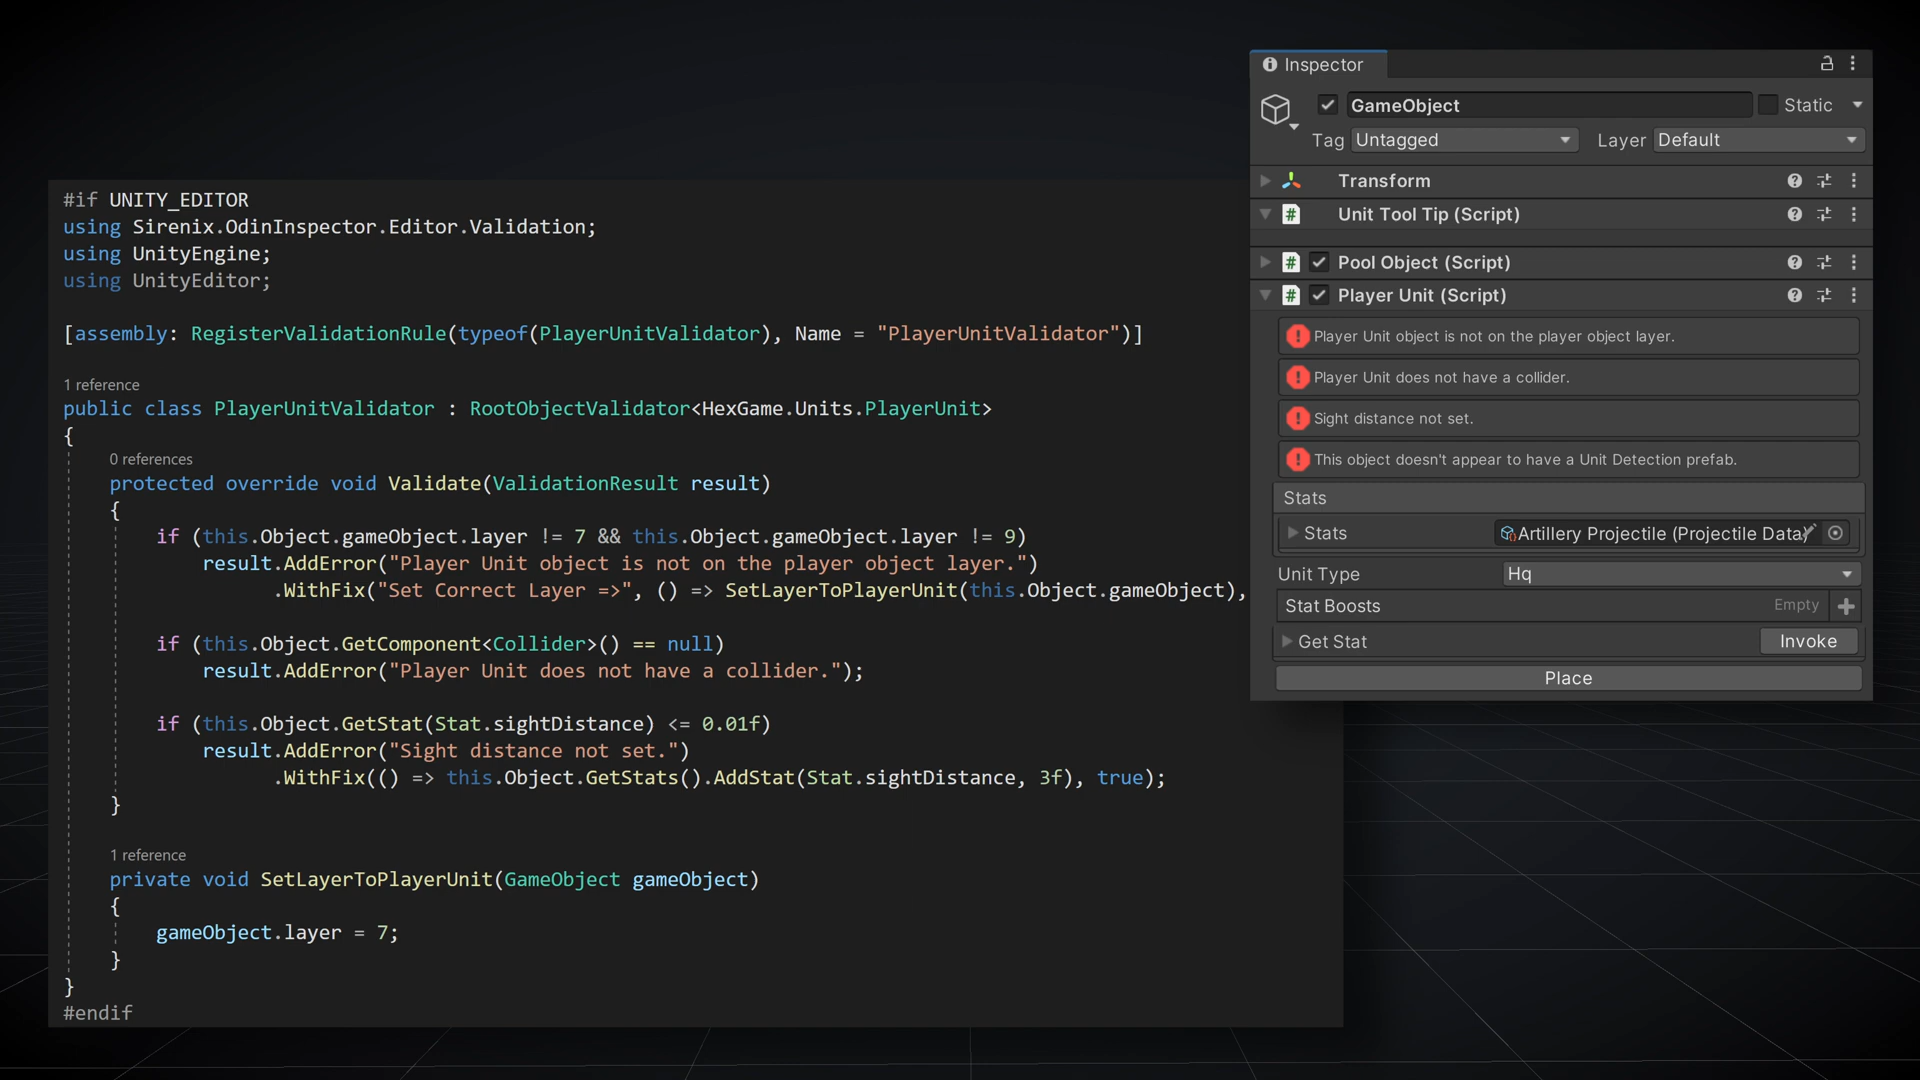 #if UNITY_EDITOR
using Sirenix.OdinInspector.Editor.Validation;
using UnityEngine;
using UnityEditor;
[assembly: RegisterValidationRule(typeof(PlayerUnitValidator), Name = "PlayerUnitValidator")]
1 reference
public class PlayerUnitValidator : RootObjectValidator<HexGame.Units.PlayerUnit>
{
0 references
protected override void Validate(ValidationResult result)
{
if (this.Object.gameObject.layer != 7 && this.Object.gameObject.layer != 9)
result.AddError("Player Unit object is not on the player object layer.")
.WithFix("Set Correct Layer =>", () => SetLayerToPlayerUnit(this.Object.gameObject),
if (this.Object.GetComponent<Collider>() == null)
result.AddError("Player Unit does not have a collider.");
if (this.Object.GetStat(Stat.sightDistance) <= 0.01f)
result.AddError("Sight distance not set.")
.WithFix(() => this.Object.GetStats().AddStat(Stat.sightDistance, 3f), true);
}
1 reference
private void SetLayerToPlayerUnit(GameObject gameObject)
{
gameObject.layer = 7;
}
}
#endif
Inspector
GameObject Static
Tag Untagged Layer Default
Transform
# Unit Tool Tip (Script)
# Pool Object (Script)
# Player Unit (Script)
Player Unit object is not on the player object layer.
Player Unit does not have a collider.
Sight distance not set.
This object doesn't appear to have a Unit Detection prefab.
Stats
Stats Artillery Projectile (Projectile Data)
Unit Type Hq
Stat Boosts Empty +
Get Stat Invoke
Place